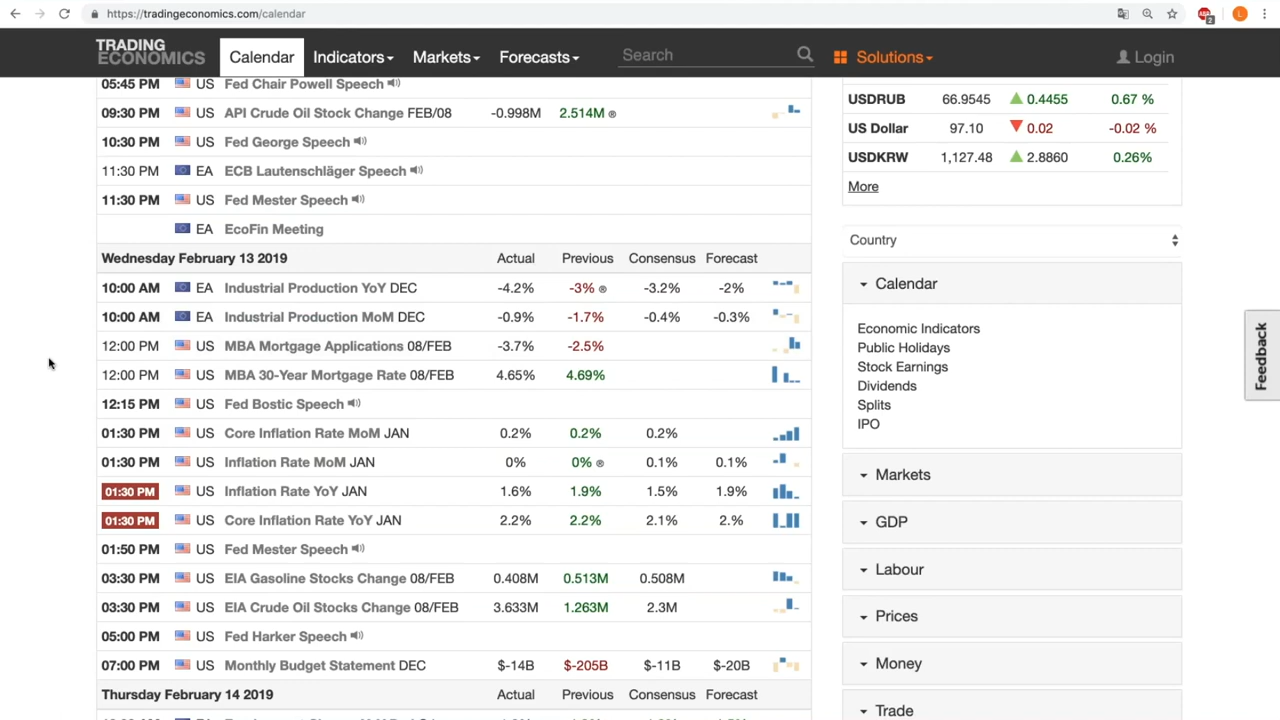 https://tradingeconomics.com/calendar
2
L
TRADING
ECONOMICS
Calendar Indicators Markets Forecasts Search Solutions Login
05:45 PM US Fed Chair Powell Speech
09:30 PM US API Crude Oil Stock Change FEB/08 -0.998M 2.514M ®
10:30 PM US Fed George Speech
11:30 PM EA ECB Lautenschläger Speech
11:30 PM US Fed Mester Speech
EA EcoFin Meeting
Wednesday February 13 2019 Actual Previous Consensus Forecast
10:00 AM EA Industrial Production YoY DEC -4.2% -3% ® -3.2% -2%
10:00 AM EA Industrial Production MoM DEC -0.9% -1.7% -0.4% -0.3%
12:00 PM US MBA Mortgage Applications 08/FEB -3.7% -2.5%
12:00 PM US MBA 30-Year Mortgage Rate 08/FEB 4.65% 4.69%
12:15 PM US Fed Bostic Speech
01:30 PM US Core Inflation Rate MoM JAN 0.2% 0.2% 0.2%
01:30 PM US Inflation Rate MoM JAN 0% 0% ® 0.1% 0.1%
01:30 PM US Inflation Rate YoY JAN 1.6% 1.9% 1.5% 1.9%
01:30 PM US Core Inflation Rate YoY JAN 2.2% 2.2% 2.1% 2.%
01:50 PM US Fed Mester Speech
03:30 PM US EIA Gasoline Stocks Change 08/FEB 0.408M 0.513M 0.508M
03:30 PM US EIA Crude Oil Stocks Change 08/FEB 3.633M 1.263M 2.3M
05:00 PM US Fed Harker Speech
07:00 PM US Monthly Budget Statement DEC $-14B $-205B $-11B $-20B
Thursday February 14 2019 Actual Previous Consensus Forecast
USDRUB 66.9545 0.4455 0.67 %
US Dollar 97.10 0.02 -0.02 %
USDKRW 1,127.48 2.8860 0.26%
More
Country
Calendar
Economic Indicators
Public Holidays
Stock Earnings
Dividends
Splits
IPO
Markets
GDP
Labour
Prices
Money
Trade
Feedback